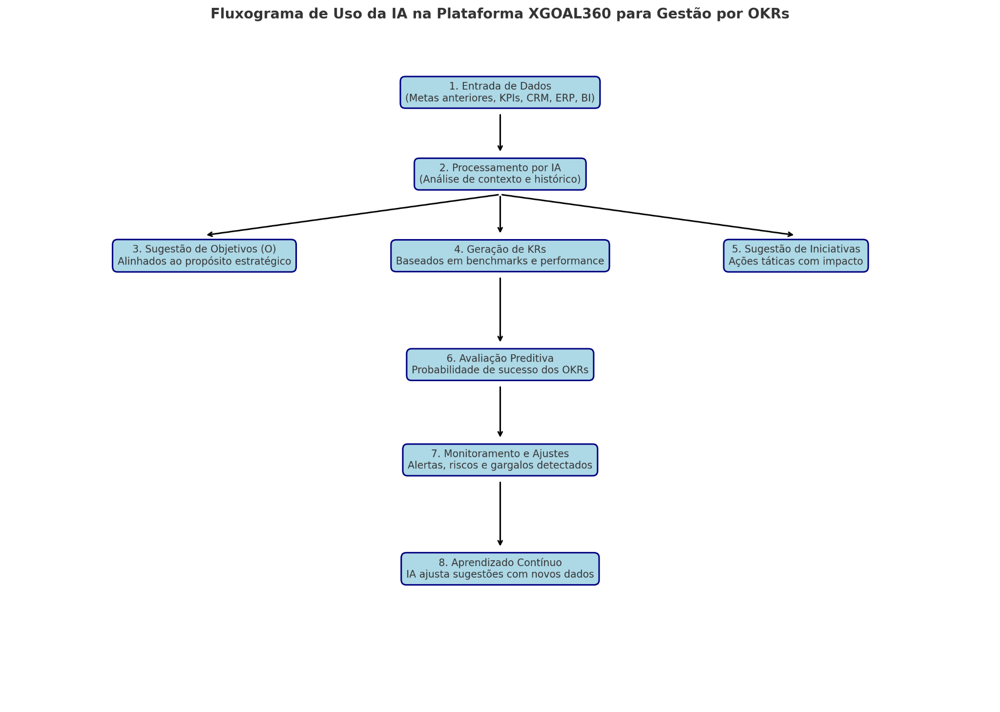 Fluxograma de Uso da IA na Plataforma XGOAL360 para Gestão por OKRs
1. Entrada de Dados
(Metas anteriores, KPIs, CRM, ERP, BI)
2. Processamento por IA
(Análise de contexto e histórico)
3. Sugestão de Objetivos (O)
Alinhados ao propósito estratégico
4. Geração de KRs
Baseados em benchmarks e performance
5. Sugestão de Iniciativas
Ações táticas com impacto
6. Avaliação Preditiva
Probabilidade de sucesso dos OKRs
7. Monitoramento e Ajustes
Alertas, riscos e gargalos detectados
8. Aprendizado Contínuo
IA ajusta sugestões com novos dados